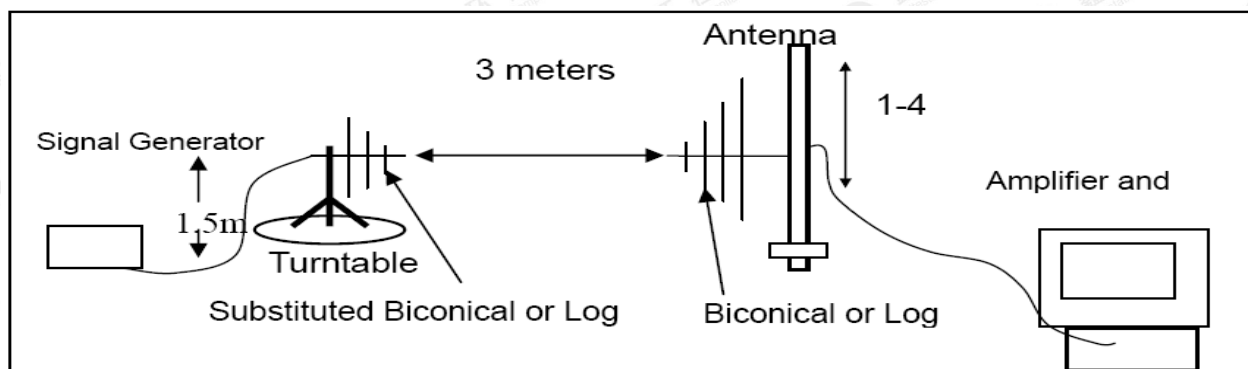 Antenna
3 meters
1-4
Signal Generator
Amplifier and
1.5m
Turntable
Substituted Biconical or Log
Biconical or Log